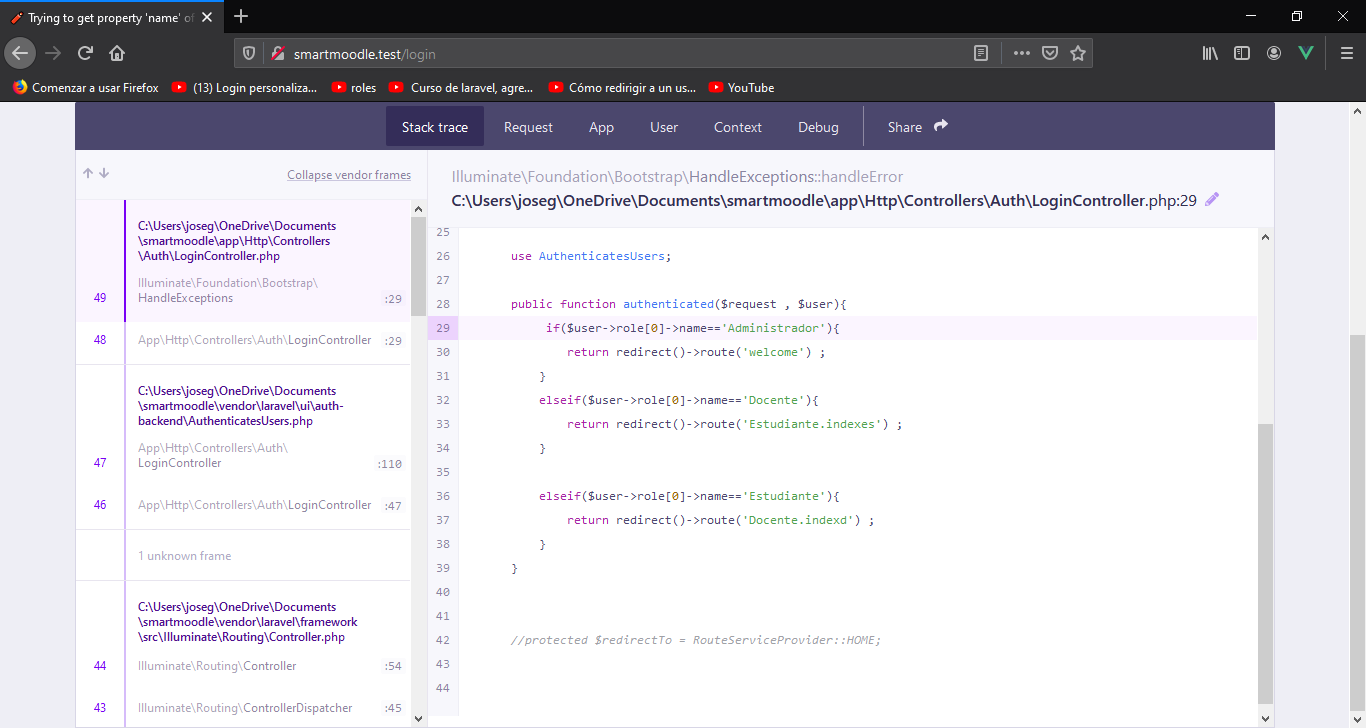 Trying to get property 'name' of
smartmoodle.test/login
Comenzar a usar Firefox
(13) Login personaliza...
roles
Curso de laravel, agre...
Cómo redirigir a un us...
YouTube
Stack trace
Request
App
User
Context
Debug
Share
Collapse vendor frames
C:\Users\joseg\OneDrive\Documents
\smartmoodle\app\Http\Controllers
\Auth\LoginController.php
Illuminate\Foundation\Bootstrap\
49 HandleExceptions :29
48 App\Http\Controllers\Auth\LoginController :29
C:\Users\joseg\OneDrive\Documents
\smartmoodle\vendor\laravel\ui\auth-
backend\AuthenticatesUsers.php
App\Http\Controllers\Auth\
47 LoginController :110
46 App\Http\Controllers\Auth\LoginController :47
1 unknown frame
C:\Users\joseg\OneDrive\Documents
\smartmoodle\vendor\laravel\framework
\src\Illuminate\Routing\Controller.php
44 Illuminate\Routing\Controller :54
43 Illuminate\Routing\ControllerDispatcher :45
Illuminate\Foundation\Bootstrap\HandleExceptions::handleError
C:\Users\joseg\OneDrive\Documents\smartmoodle\app\Http\Controllers\Auth\LoginController.php:29
25
26 use AuthenticatesUsers;
27
28 public function authenticated($request , $user){
29 if($user->role[0]->name=='Administrador'){
30 return redirect()->route('welcome') ;
31 }
32 elseif($user->role[0]->name=='Docente'){
33 return redirect()->route('Estudiante.indexes') ;
34 }
35
36 elseif($user->role[0]->name=='Estudiante'){
37 return redirect()->route('Docente.indexd') ;
38 }
39 }
40
41
42 //protected $redirectTo = RouteServiceProvider::HOME;
43
44